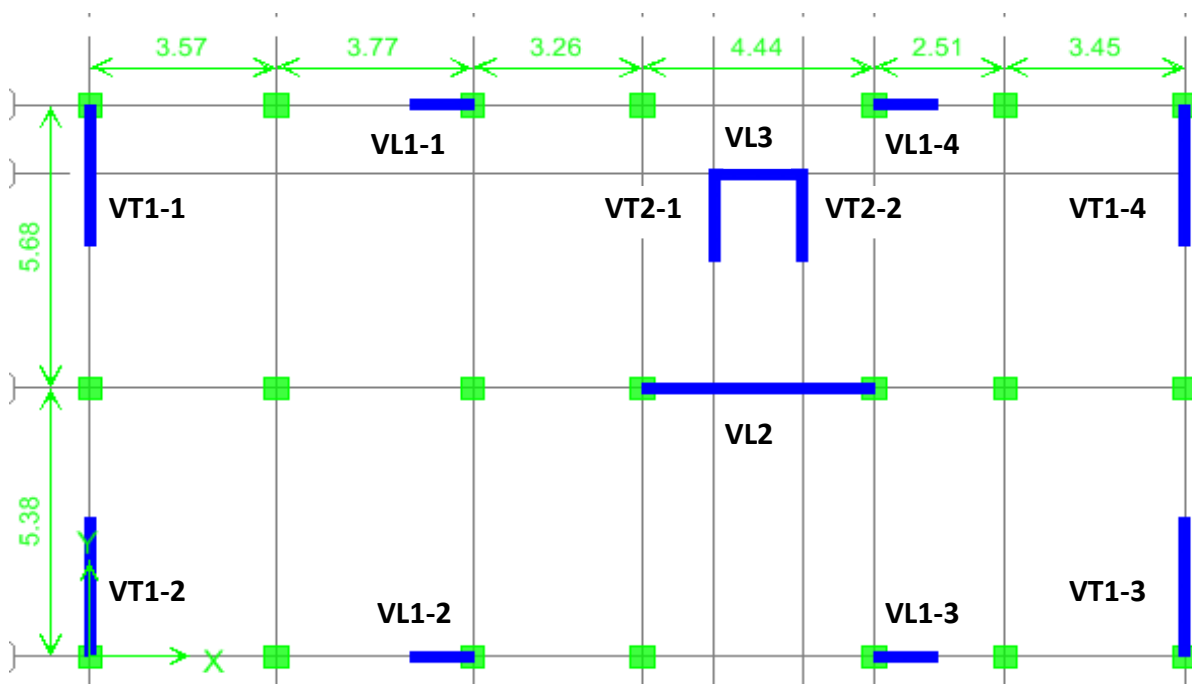 3.57 3.77 3.26 4.44 2.51 3.45
VL1-1 VL3 VL1-4
VT1-1 VT2-1 VT2-2 VT1-4
5.68
VL2
5.38
Y
VT1-2 VL1-2 VL1-3 VT1-3
X